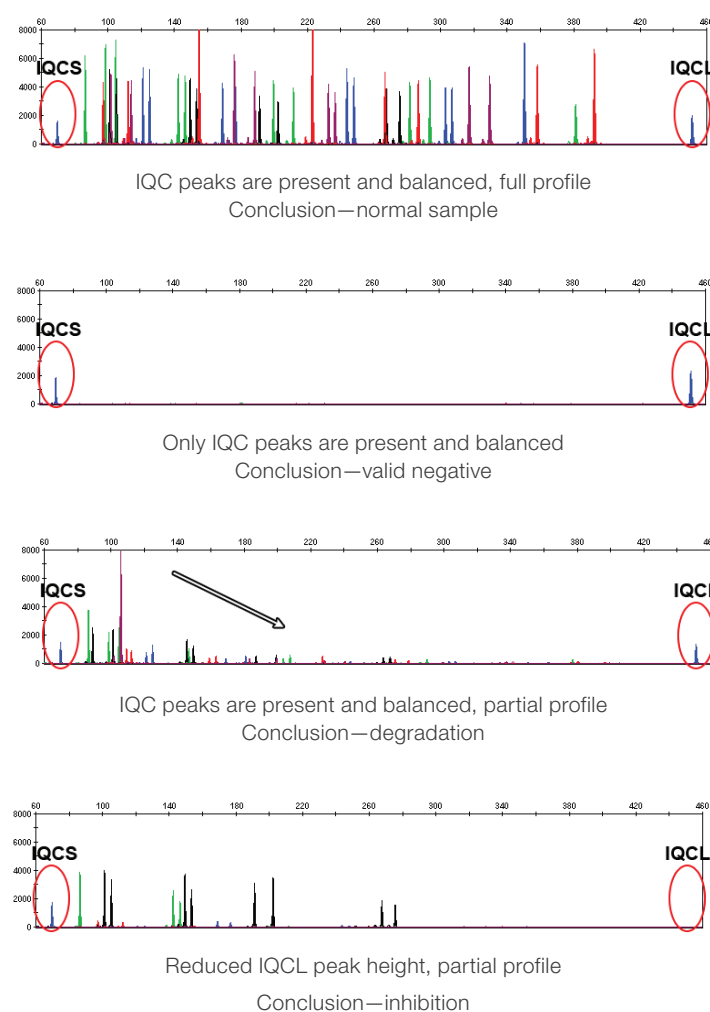 60 100 140 180 220 260 300 340 380 420 460
8000
6000
4000
2000
0
IQCS
IQCL
IQC peaks are present and balanced, full profile
Conclusion—normal sample
60 100 140 180 220 260 300 340 380 420 460
8000
6000
4000
2000
0
IQCS
IQCL
Only IQC peaks are present and balanced
Conclusion—valid negative
60 100 140 180 220 260 300 340 380 420 46
8000
6000
4000
2000
0
IQCS
IQCL
IQC peaks are present and balanced, partial profile
Conclusion—degradation
60 100 140 180 220 260 300 340 380 420 460
8000
6000
4000
2000
0
IQCS
IQCL
Reduced IQCL peak height, partial profile
Conclusion—inhibition